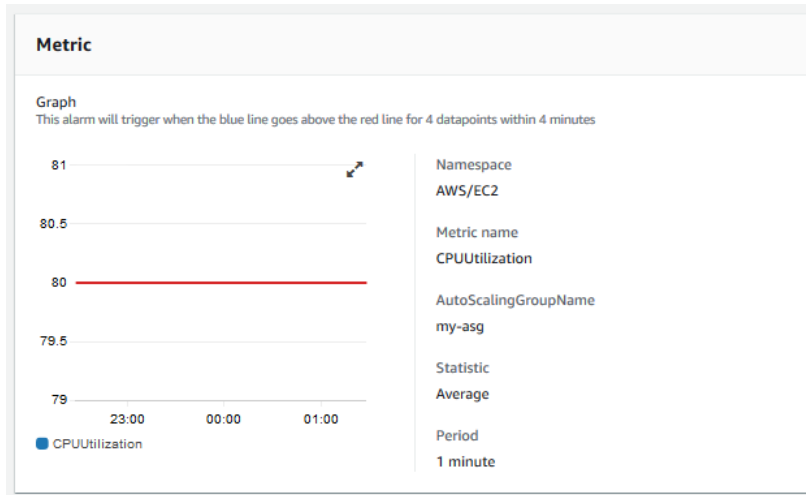 Metric
Graph
This alarm will trigger when the blue line goes above the red line for 4 datapoints within 4 minutes
81
80.5
80
79.5
79
23:00 00:00 01:00
CPUUtilization
Namespace
AWS/EC2
Metric name
CPUUtilization
AutoScalingGroupName
my-asg
Statistic
Average
Period
1 minute